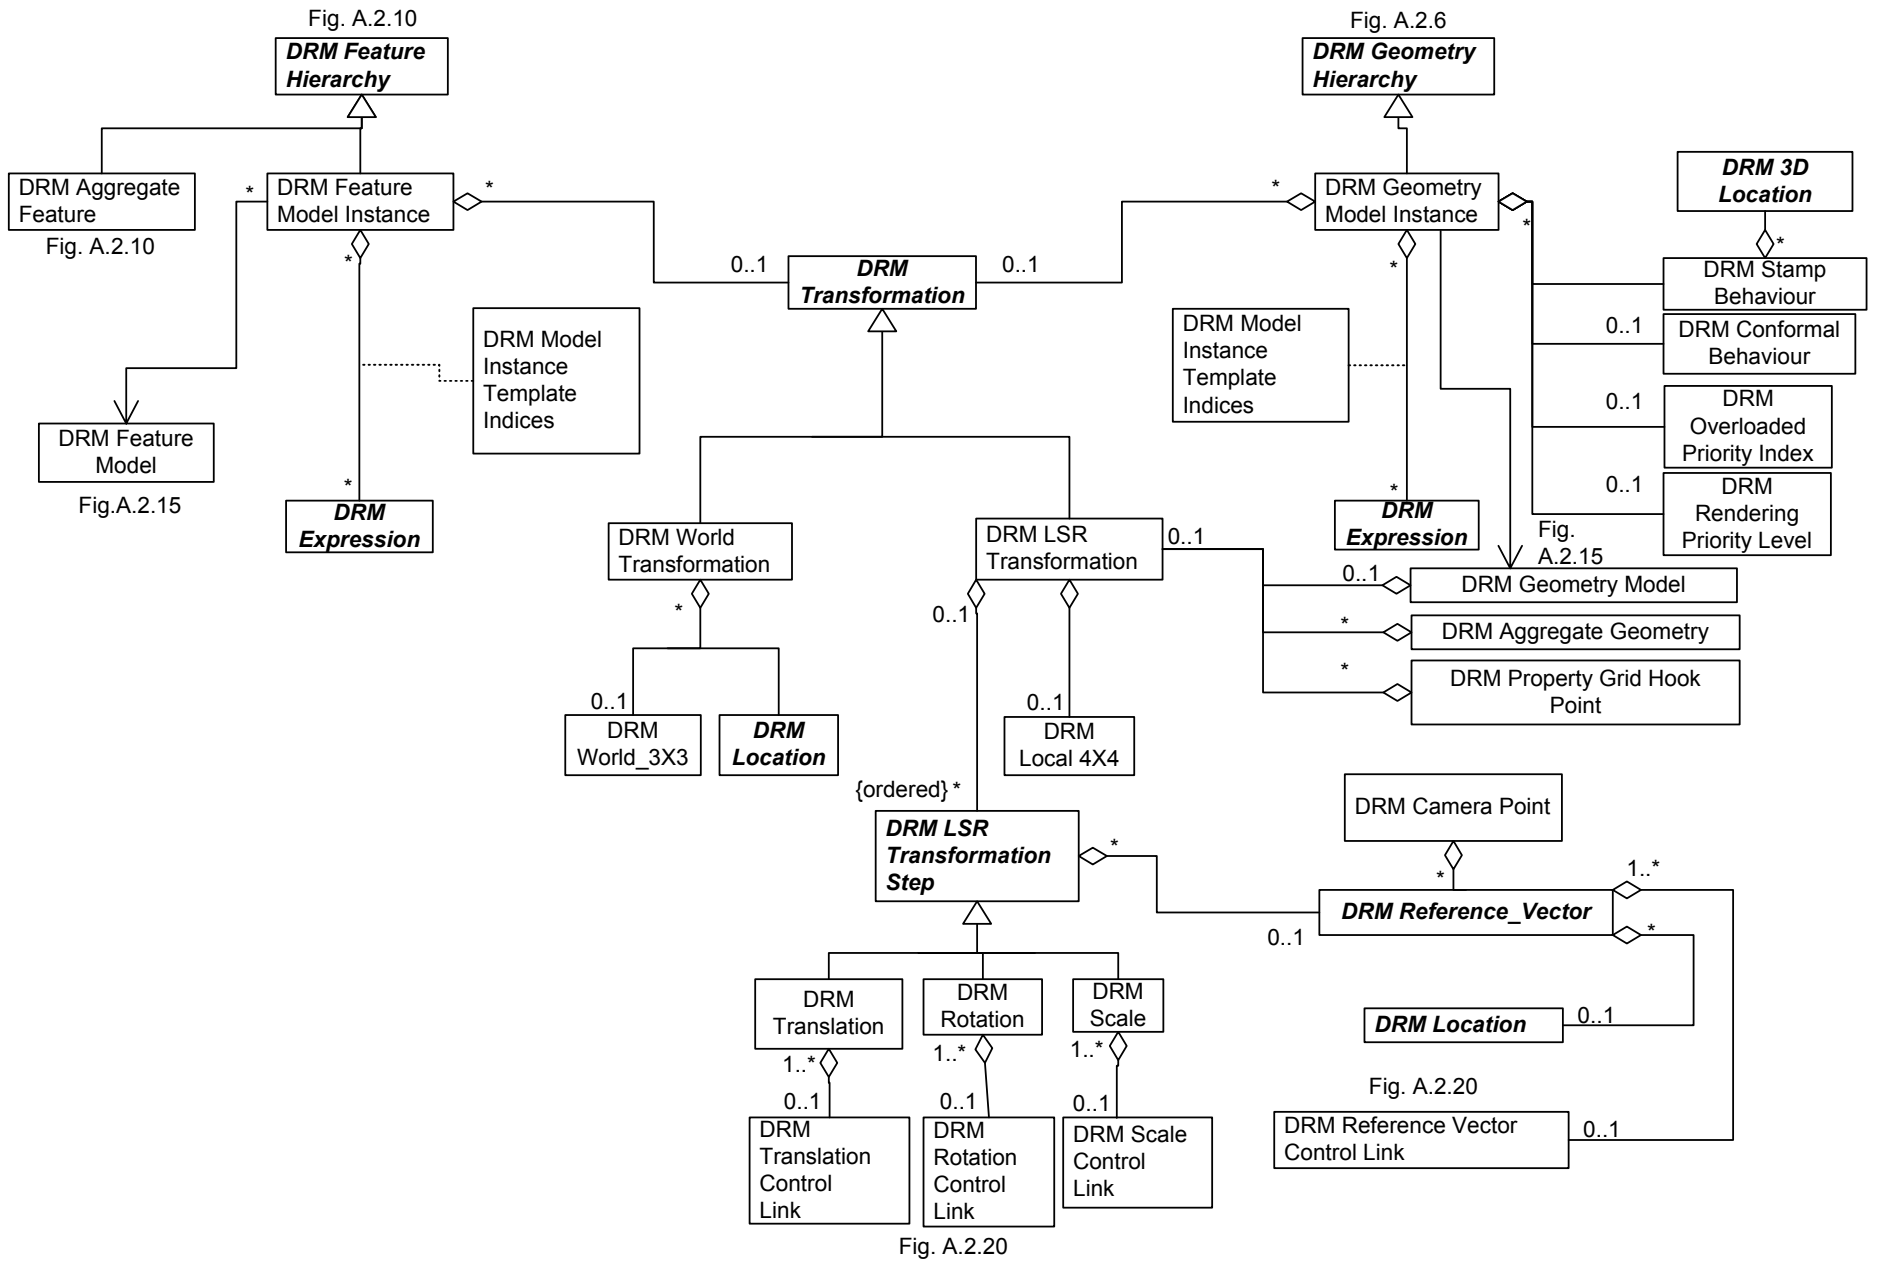 Fig. A.2.10
DRM Feature
Hierarchy
Fig. A.2.6
DRM Geometry
Hierarchy
DRM Aggregate
Feature
Fig. A.2.10
*
DRM Feature
Model Instance
*
*
*
DRM Geometry
Model Instance
*
*
DRM 3D
Location
*
0..1
DRM
Transformation
0..1
DRM Stamp
Behaviour
0..1
DRM Conformal
Behaviour
0..1
DRM
Overloaded
Priority Index
0..1
DRM
Rendering
Priority Level
DRM Model
Instance
Template
Indices
DRM Model
Instance
Template
Indices
DRM Feature
Model
Fig.A.2.15
*
DRM
Expression
*
DRM
Expression
Fig.
A.2.15
DRM World
Transformation
*
DRM LSR
Transformation
0..1
0..1
0..1
DRM Geometry Model
*
DRM Aggregate Geometry
*
DRM Property Grid Hook
Point
0..1
DRM
World_3X3
DRM
Location
0..1
DRM
Local 4X4
{ordered} *
DRM LSR
Transformation
Step
*
DRM Camera Point
*
1..*
DRM Reference_Vector
*
0..1
DRM
Translation
DRM
Rotation
DRM
Scale
DRM Location
0..1
1..*
1..*
1..*
0..1
0..1
0..1
Fig. A.2.20
DRM Reference Vector
Control Link
0..1
DRM
Translation
Control
Link
DRM
Rotation
Control
Link
DRM Scale
Control
Link
Fig. A.2.20